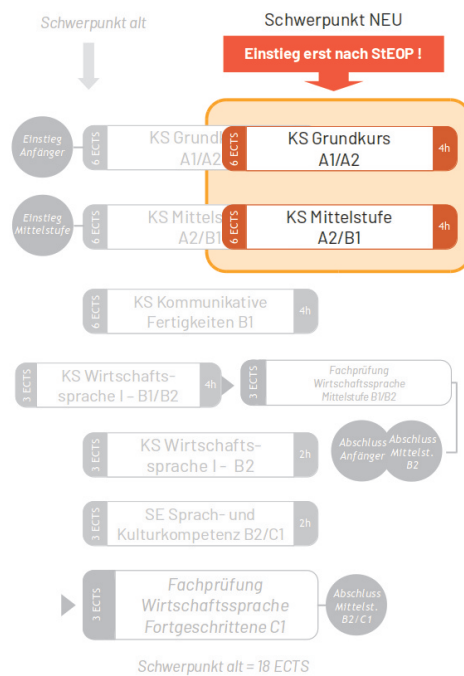 Schwerpunkt alt
Schwerpunkt NEU
Einstieg erst nach StEOP !
Einstieg
Anfänger
6 ECTS
KS Grund
A1/A2
6 ECTS
KS Grundkurs
A1/A2
4h
Einstieg
Mittelstufe
6 ECTS
KS Mittels
A2/B1
6 ECTS
KS Mittelstufe
A2/B1
4h
6 ECTS
KS Kommunikative
Fertigkeiten B1
4h
3 ECTS
KS Wirtschafts-
sprache I - B1/B2
4h
3 ECTS
Fachprüfung
Wirtschaftssprache
Mittelstufe B1/B2
3 ECTS
KS Wirtschafts-
sprache I - B2
2h
Abschluss
Anfänger
Abschluss
Mittelst.
B2
3 ECTS
SE Sprach- und
Kulturkompetenz B2/C1
2h
3 ECTS
Fachprüfung
Wirtschaftssprache
Fortgeschrittene C1
Abschluss
Mittelst.
B2/C1
Schwerpunkt alt = 18 ECTS